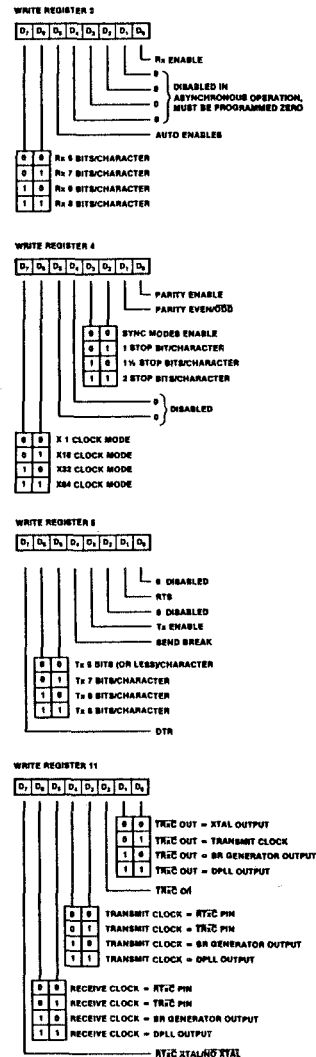 WRITE REGISTER 3
D7 D6 D5 D4 D3 D2 D1 D0
Rx ENABLE
0
0
0
0
DISABLED IN
ASYNCHRONOUS OPERATION,
MUST BE PROGRAMMED ZERO
AUTO ENABLES
0 0 Rx 5 BITS/CHARACTER
0 1 Rx 7 BITS/CHARACTER
1 0 Rx 6 BITS/CHARACTER
1 1 Rx 8 BITS/CHARACTER
WRITE REGISTER 4
D7 D6 D5 D4 D3 D2 D1 D0
PARITY ENABLE
PARITY EVEN/ODD
0 0 SYNC MODES ENABLE
0 1 1 STOP BIT/CHARACTER
1 0 1½ STOP BITS/CHARACTER
1 1 2 STOP BITS/CHARACTER
0
0
DISABLED
0 0 X 1 CLOCK MODE
0 1 X16 CLOCK MODE
1 0 X32 CLOCK MODE
1 1 X64 CLOCK MODE
WRITE REGISTER 5
D7 D6 D5 D4 D3 D2 D1 D0
0 DISABLED
RTS
0 DISABLED
Tx ENABLE
SEND BREAK
0 0 Tx 5 BITS (OR LESS)/CHARACTER
0 1 Tx 7 BITS/CHARACTER
1 0 Tx 6 BITS/CHARACTER
1 1 Tx 8 BITS/CHARACTER
DTR
WRITE REGISTER 11
D7 D6 D5 D4 D3 D2 D1 D0
0 0 TRxC OUT = XTAL OUTPUT
0 1 TRxC OUT = TRANSMIT CLOCK
1 0 TRxC OUT = BR GENERATOR OUTPUT
1 1 TRxC OUT = DPLL OUTPUT
TRxC O/I
0 0 TRANSMIT CLOCK = RTxC PIN
0 1 TRANSMIT CLOCK = TRxC PIN
1 0 TRANSMIT CLOCK = BR GENERATOR OUTPUT
1 1 TRANSMIT CLOCK = DPLL OUTPUT
0 0 RECEIVE CLOCK = RTxC PIN
0 1 RECEIVE CLOCK = TRxC PIN
1 0 RECEIVE CLOCK = BR GENERATOR OUTPUT
1 1 RECEIVE CLOCK = DPLL OUTPUT
RTxC XTAL/NO XTAL